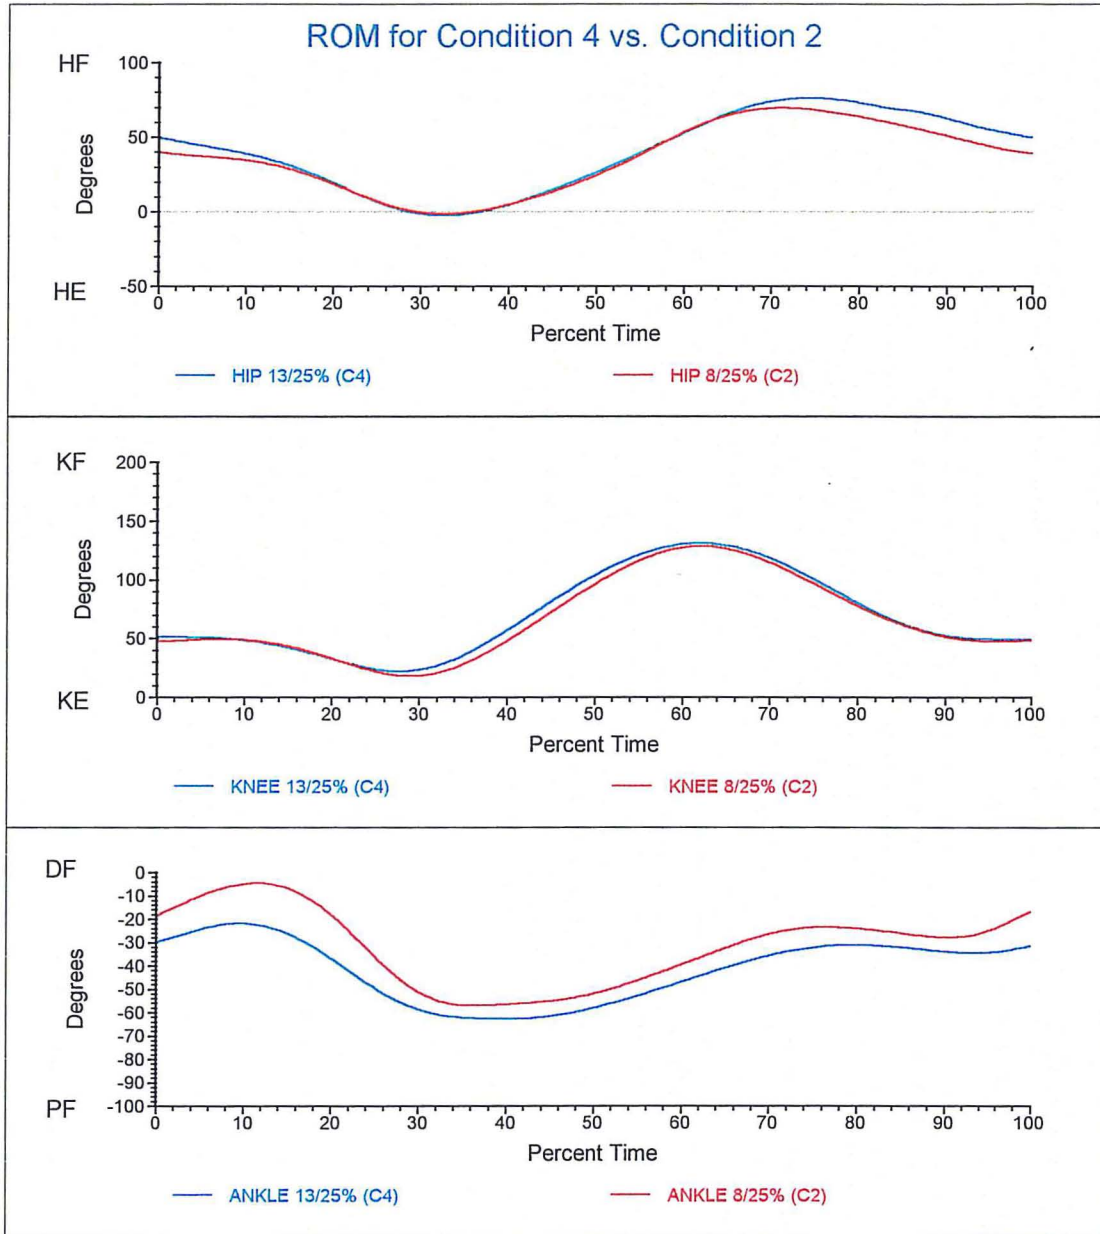 ROM for Condition 4 vs. Condition 2
HF
100
50
0
-50
Degrees
HE
0 10 20 30 40 50 60 70 80 90 100
Percent Time
HIP 13/25% (C4) HIP 8/25% (C2)
KF
200
150
100
50
0
Degrees
KE
0 10 20 30 40 50 60 70 80 90 100
Percent Time
KNEE 13/25% (C4) KNEE 8/25% (C2)
DF
0
-10
-20
-30
-40
-50
-60
-70
-80
-90
-100
Degrees
PF
0 10 20 30 40 50 60 70 80 90 100
Percent Time
ANKLE 13/25% (C4) ANKLE 8/25% (C2)